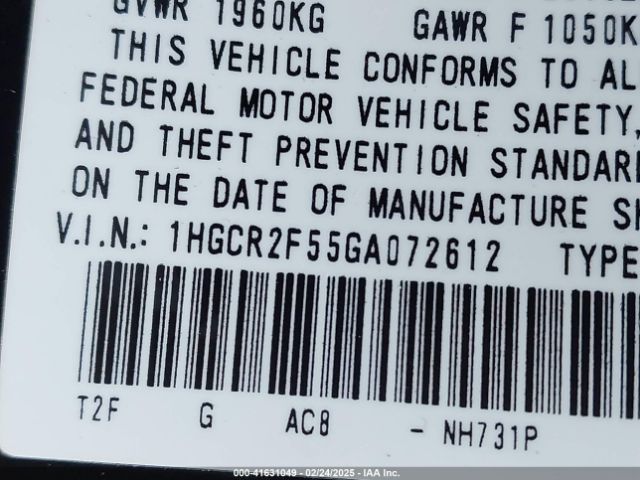 GVWR 1960KG GAWR F 1050K
THIS VEHICLE CONFORMS TO AL
FEDERAL MOTOR VEHICLE SAFETY,
AND THEFT PREVENTION STANDAR
ON THE DATE OF MANUFACTURE S
V.I.N.: 1HGCR2F55GA072612 TYPE
T2F G AC8 - NH731P
000-41631049 - 02/24/2025 - IAA Inc.